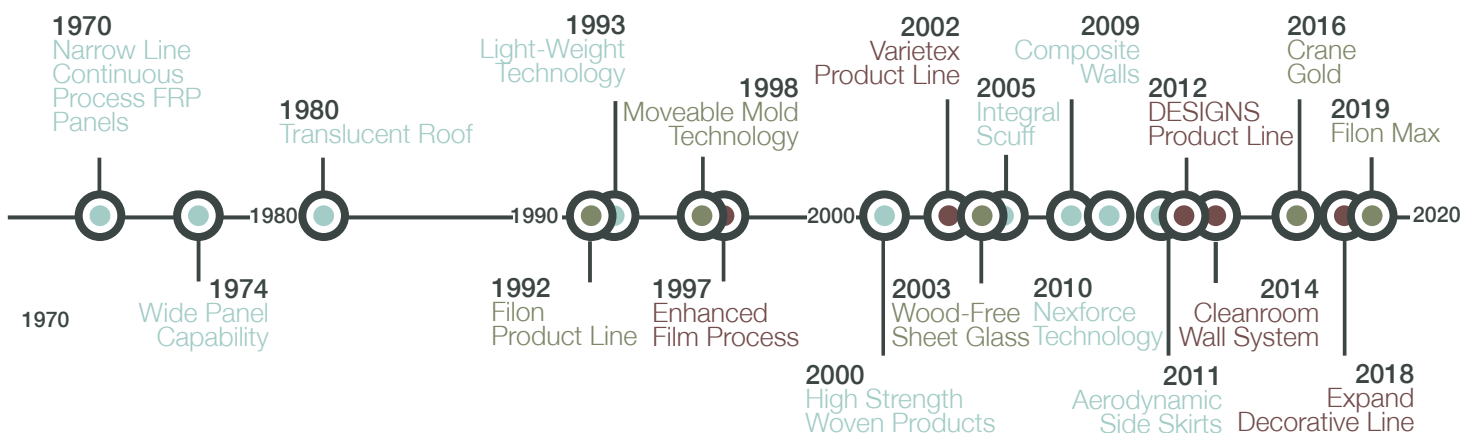 1970
Narrow Line
Continuous
Process FRP
Panels
1980
Translucent Roof
1993
Light-Weight
Technology
1998
Moveable Mold
Technology
2002
Varietex
Product Line
2005
Integral
Scuff
2009
Composite
Walls
2012
DESIGNS
Product Line
2016
Crane
Gold
2019
Filon Max
1980
1990
2000
2020
1970
1974
Wide Panel
Capability
1992
Filon
Product Line
1997
Enhanced
Film Process
2000
High Strength
Woven Products
2003
Wood-Free
Sheet Glass
2010
Nexforce
Technology
2011
Aerodynamic
Side Skirts
2014
Cleanroom
Wall System
2018
Expand
Decorative Line